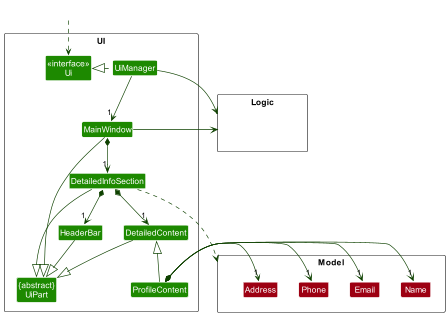 UI
«interface»
Ui
UiManager
Logic
1
MainWindow
1
DetailedInfoSection
1
1
HeaderBar
DetailedContent
Model
{abstract}
UiPart
ProfileContent
Address
Phone
Email
Name